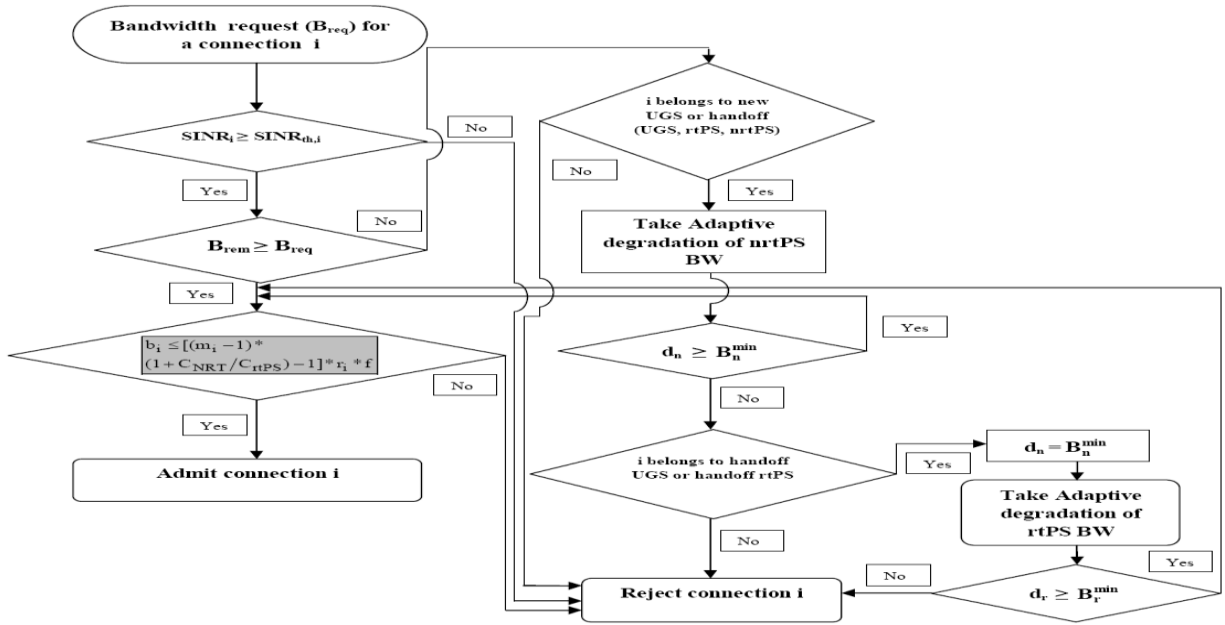 Bandwidth request (B_req) for
a connection i
SINR_i ≥ SINR_th,i
No
Yes
B_rem ≥ B_req
No
Yes
b_i ≤ [(m_i − 1) *
(1 + C_NRT / C_rtPS) − 1] * r_i * f
No
Yes
Admit connection i
i belongs to new
UGS or handoff
(UGS, rtPS, nrtPS)
No
Yes
Take Adaptive
degradation of nrtPS
BW
Yes
d_n ≥ B_n^min
No
i belongs to handoff
UGS or handoff rtPS
Yes
No
d_n = B_n^min
Take Adaptive
degradation of
rtPS BW
Yes
d_r ≥ B_r^min
No
Reject connection i